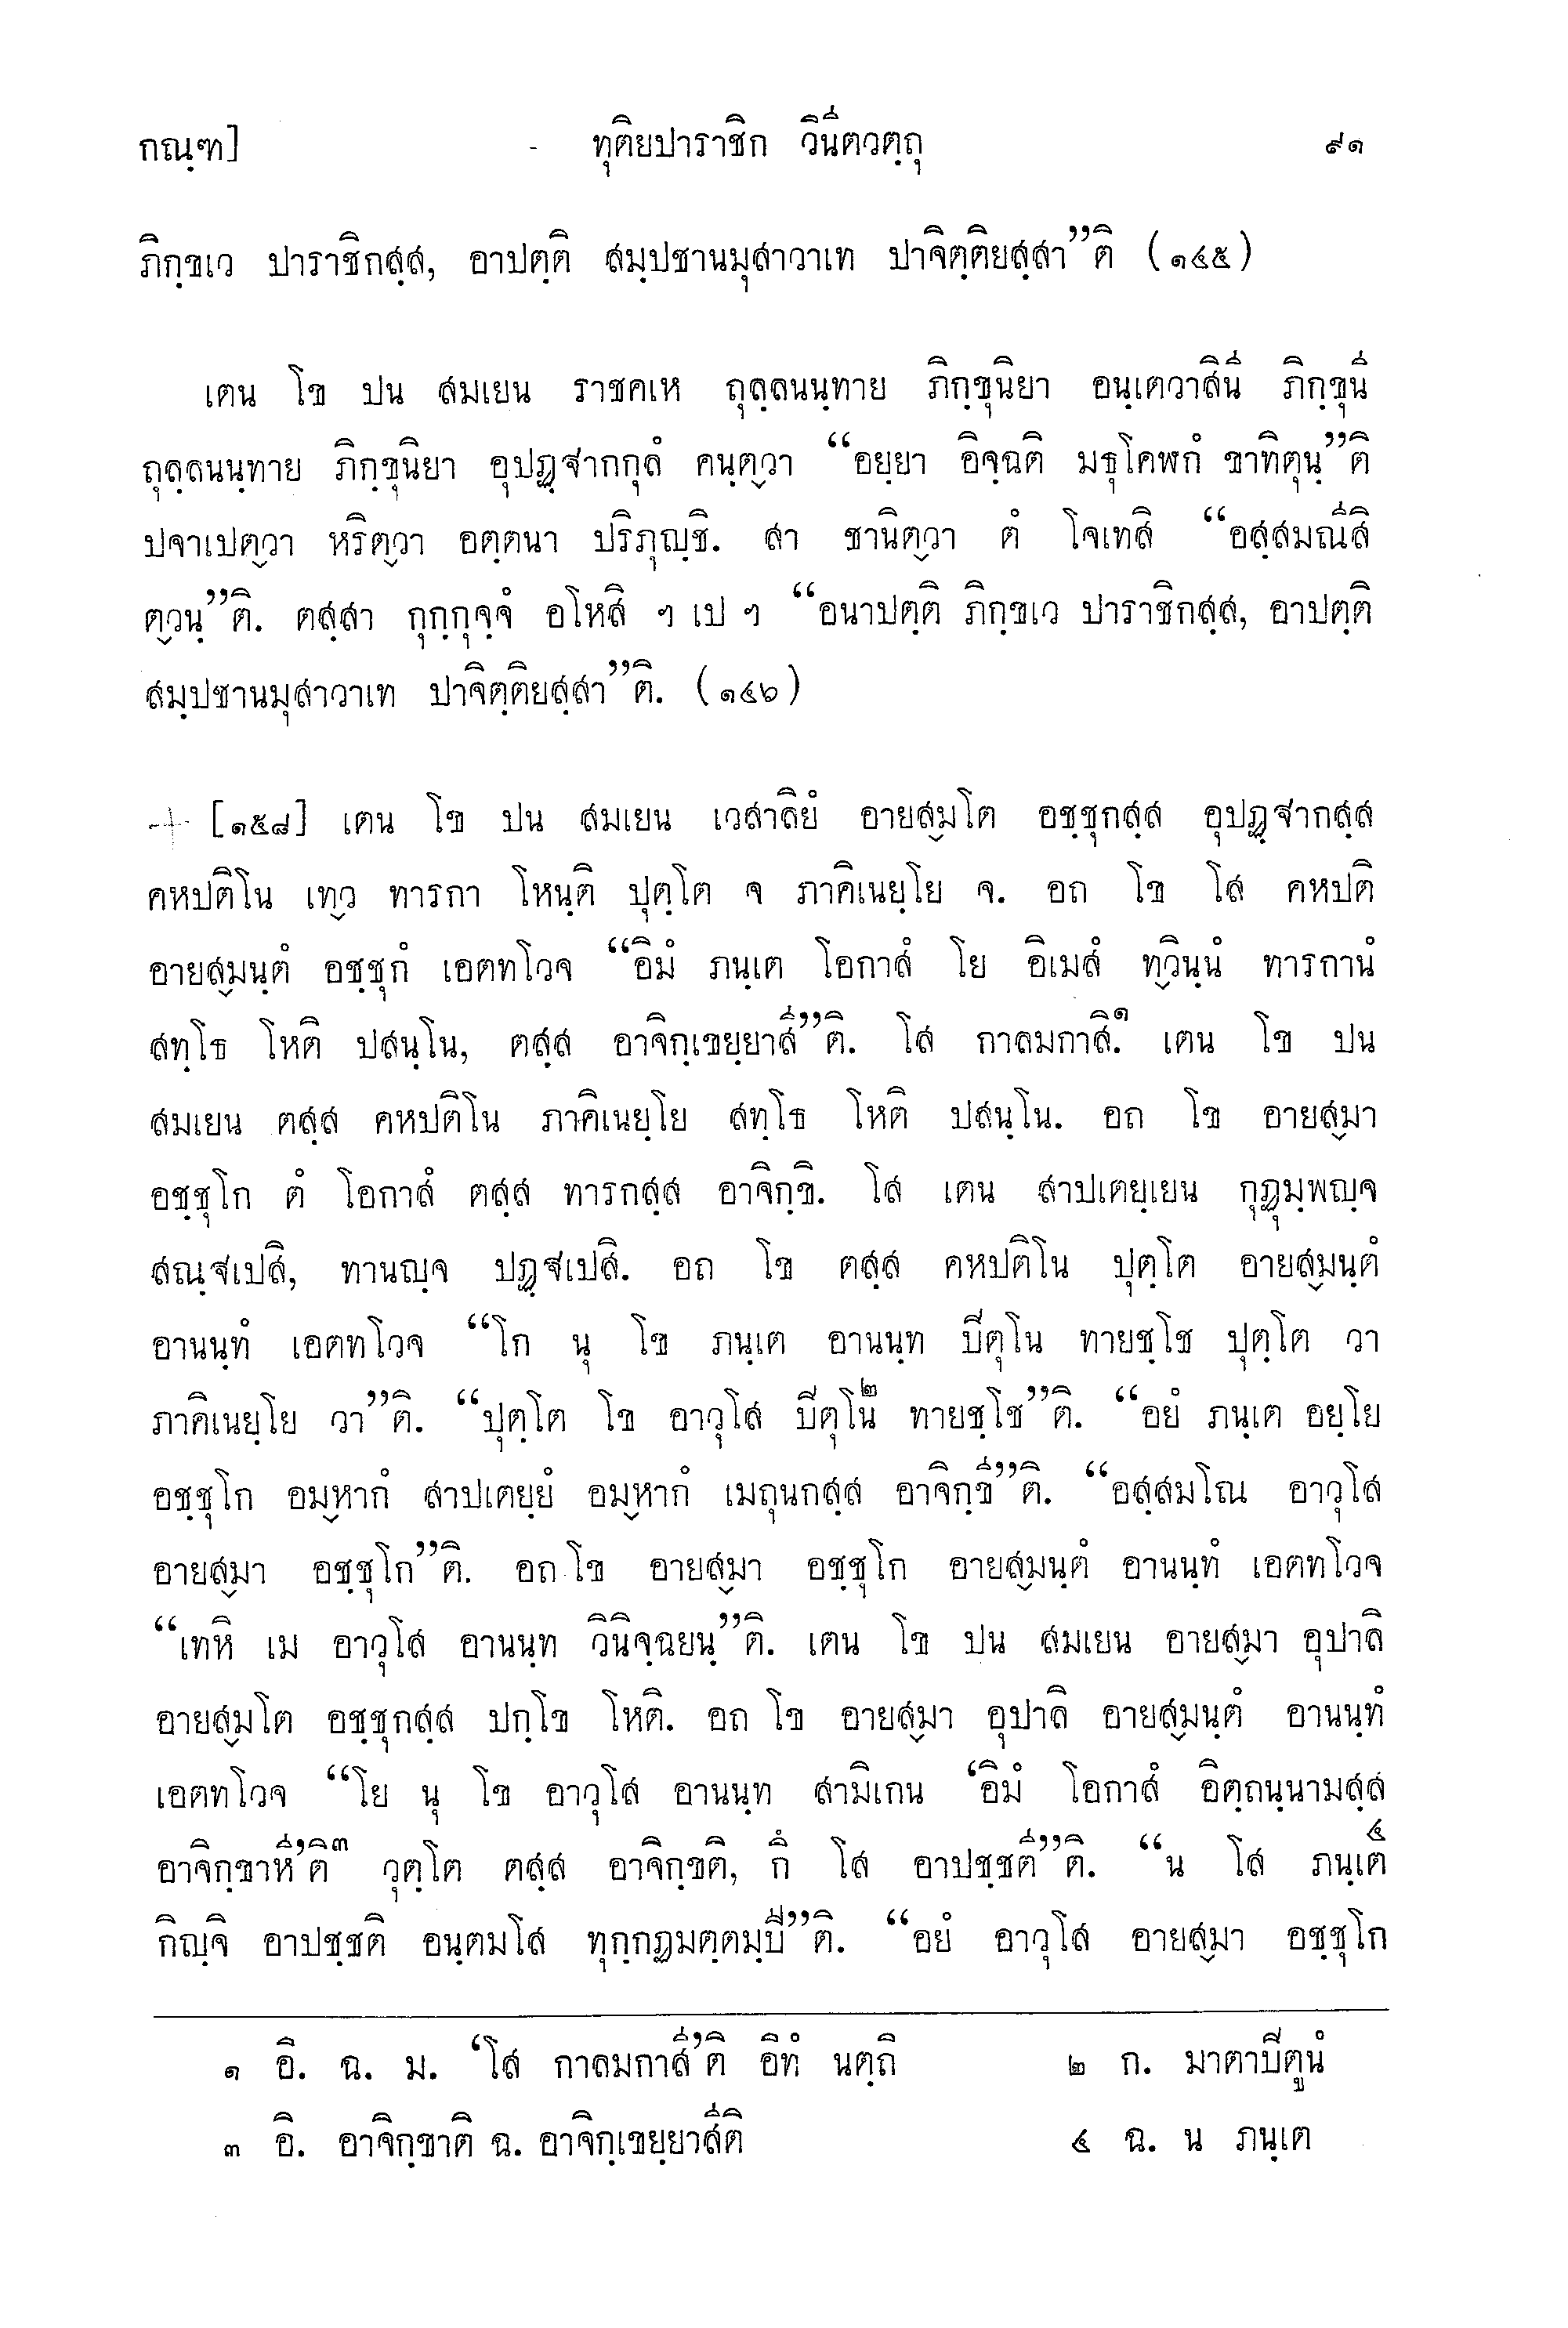 กณฺฑ] ทุติยปาราชิก วินีตวตฺถุ ๙๑
ภิกฺขเว ปาราชิกสฺส, อาปตฺติ สมฺปชานมุสาวาเท ปาจิตฺติยสฺสา”ติ (๑๔๕)
เตน โข ปน สมเยน ราชคเห ถุลฺลนนฺทาย ภิกฺขุนิยา อนฺเตวาสินี ภิกฺขุนี
ถุลฺลนนฺทาย ภิกฺขุนิยา อุปฏฺฐากกุลํ คนฺตฺวา “อยฺยา อิจฺฉติ มธุโคฬกํ ขาทิตุนฺ”ติ
ปจาเปตฺวา หริตฺวา อตฺตนา ปริภุญฺชิ. สา ชานิตฺวา ตํ โจเทสิ “อสฺสมณีสิ
ตฺวนฺ”ติ. ตสฺสา กุกฺกุจฺจํ อโหสิ ฯ เป ฯ “อนาปตฺติ ภิกฺขเว ปาราชิกสฺส, อาปตฺติ
สมฺปชานมุสาวาเท ปาจิตฺติยสฺสา”ติ. (๑๔๖)
[๑๕๘] เตน โข ปน สมเยน เวสาลิยํ อายสฺมโต อชฺชุกสฺส อุปฏฺฐากสฺส
คหปติโน เทฺว ทารกา โหนฺติ ปุตฺโต จ ภาคิเนยฺโย จ. อถ โข โส คหปติ
อายสฺมนฺตํ อชฺชุกํ เอตทโวจ “อิมํ ภนฺเต โอกาสํ โย อิเมสํ ทฺวินฺนํ ทารกานํ
สทฺโธ โหติ ปสนฺโน, ตสฺส อาจิกฺเขยฺยาสี”ติ. โส กาลมกาสิ.๑ เตน โข ปน
สมเยน ตสฺส คหปติโน ภาคิเนยฺโย สทฺโธ โหติ ปสนฺโน. อถ โข อายสฺมา
อชฺชุโก ตํ โอกาสํ ตสฺส ทารกสฺส อาจิกฺขิ. โส เตน สาปเตยฺเยน กุฏุมฺพญฺจ
สณฺฐเปสิ, ทานญฺจ ปฏฺฐเปสิ. อถ โข ตสฺส คหปติโน ปุตฺโต อายสฺมนฺตํ
อานนฺทํ เอตทโวจ “โก นุ โข ภนฺเต อานนฺท ปิตุโน ทายชฺโช ปุตฺโต วา
ภาคิเนยฺโย วา”ติ. “ปุตฺโต โข อาวุโส ปิตุโน๒ ทายชฺโช”ติ. “อยํ ภนฺเต อยฺโย
อชฺชุโก อมฺหากํ สาปเตยฺยํ อมฺหากํ เมถุนกสฺส อาจิกฺขี”ติ. “อสฺสมโณ อาวุโส
อายสฺมา อชฺชุโก”ติ. อถ โข อายสฺมา อชฺชุโก อายสฺมนฺตํ อานนฺทํ เอตทโวจ
“เทหิ เม อาวุโส อานนฺท วินิจฺฉยนฺ”ติ. เตน โข ปน สมเยน อายสฺมา อุปาลิ
อายสฺมโต อชฺชุกสฺส ปกฺโข โหติ. อถ โข อายสฺมา อุปาลิ อายสฺมนฺตํ อานนฺทํ
เอตทโวจ “โย นุ โข อาวุโส อานนฺท สามิเกน ‘อิมํ โอกาสํ อิตฺถนฺนามสฺส
อาจิกฺขาหี’ติ๓ วุตฺโต ตสฺส อาจิกฺขติ, กึ โส อาปชฺชตี”ติ. “น โส ภนฺเต๔
กิญฺจิ อาปชฺชติ อนฺตมโส ทุกฺกฏมตฺตมฺปี”ติ. “อยํ อาวุโส อายสฺมา อชฺชุโก
๑ อิ. ฉ. ม. ‘โส กาลมกาสี’ติ อิทํ นตฺถิ ๒ ก. มาตาปิตูนํ
๓ อิ. อาจิกฺขาติ ฉ. อาจิกฺเขยฺยาสีติ ๔ ฉ. น ภนฺเต